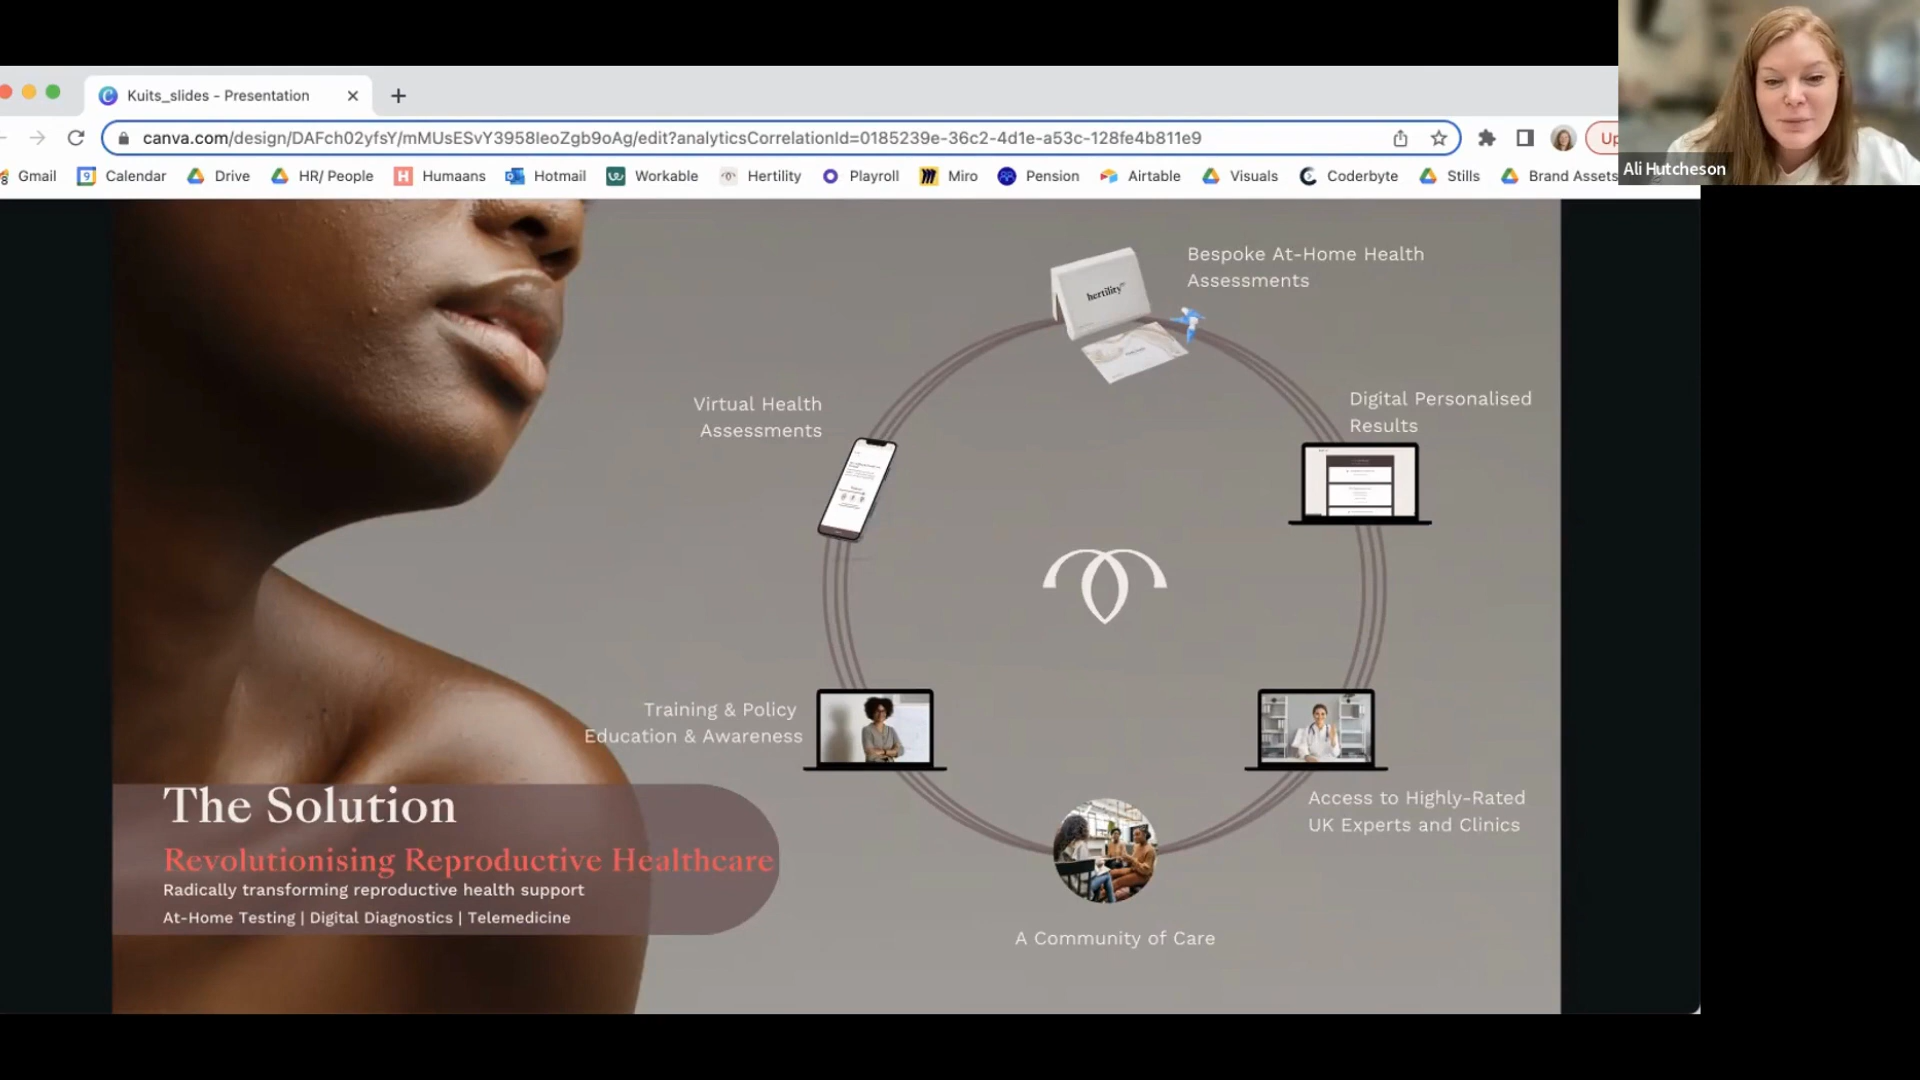 Kuits_slides - Presentation
canva.com/design/DAFch02yfsY/mMUsESvY3958IeoZgb9oAg/edit?analyticsCorrelationId=0185239e-36c2-4d1e-a53c-128fe4b811e9
Gmail Calendar Drive HR/ People Humaans Hotmail Workable Hertility Playroll Miro Pension Airtable Visuals Coderbyte Stills Brand Assets
Ali Hutcheson
Bespoke At-Home Health
Assessments
hertility
Digital Personalised
Results
Virtual Health
Assessments
Training & Policy
Education & Awareness
Access to Highly-Rated
UK Experts and Clinics
A Community of Care
The Solution
Revolutionising Reproductive Healthcare
Radically transforming reproductive health support
At-Home Testing | Digital Diagnostics | Telemedicine